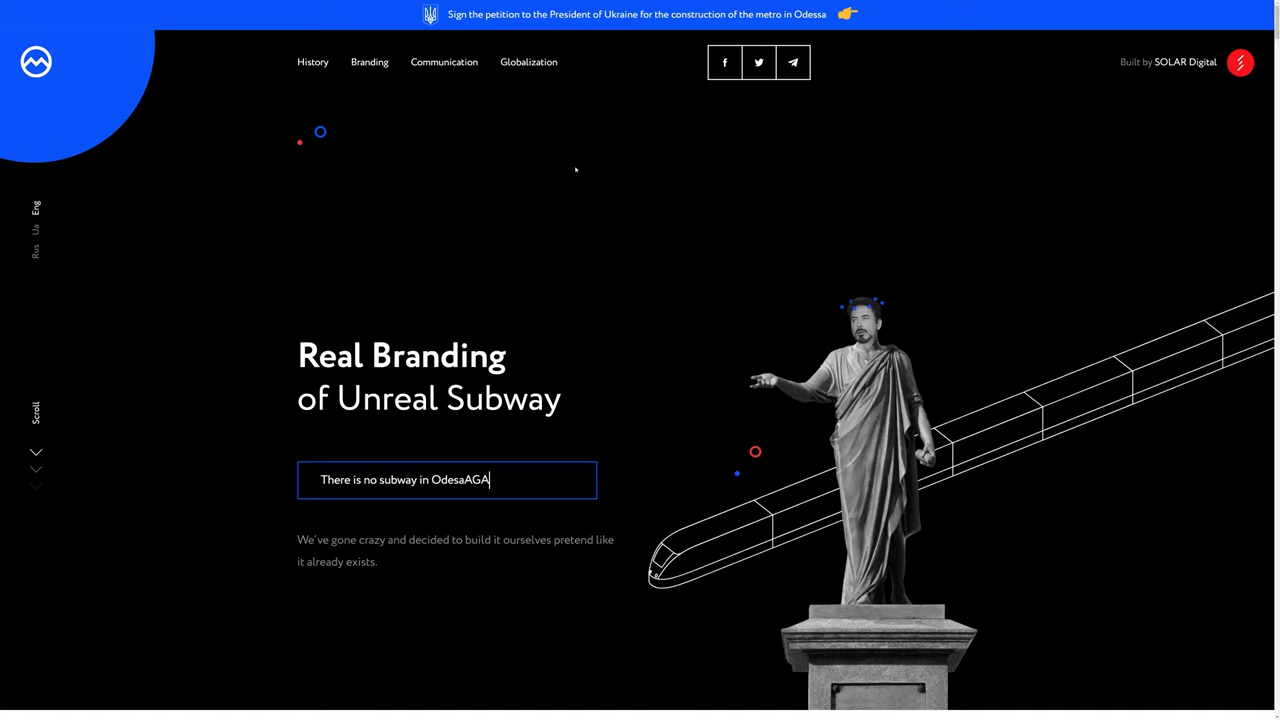 Sign the petition to the President of Ukraine for the construction of the metro in Odessa
History Branding Communication Globalization
Built by SOLAR Digital
Eng
Ua
Rus
Real Branding
of Unreal Subway
Scroll
There is no subway in OdesaAGA
We've gone crazy and decided to build it ourselves pretend like
it already exists.